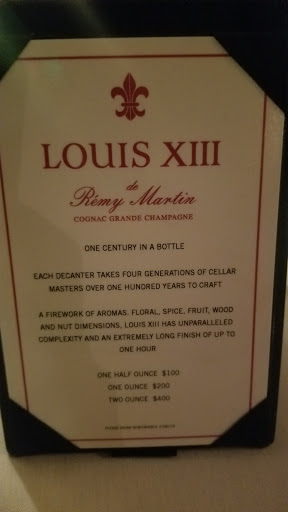 LOUIS XIII
de
Rémy Martin
COGNAC GRANDE CHAMPAGNE
ONE CENTURY IN A BOTTLE
EACH DECANTER TAKES FOUR GENERATIONS OF CELLAR
MASTERS OVER ONE HUNDRED YEARS TO CRAFT
A FIREWORK OF AROMAS, FLORAL, SPICE, FRUIT, WOOD
AND NUT DIMENSIONS, LOUIS XIII HAS UNPARALLELED
COMPLEXITY AND AN EXTREMELY LONG FINISH OF UP TO
ONE HOUR
ONE HALF OUNCE $100
ONE OUNCE $200
TWO OUNCE $400
PLEASE DRINK RESPONSIBLY